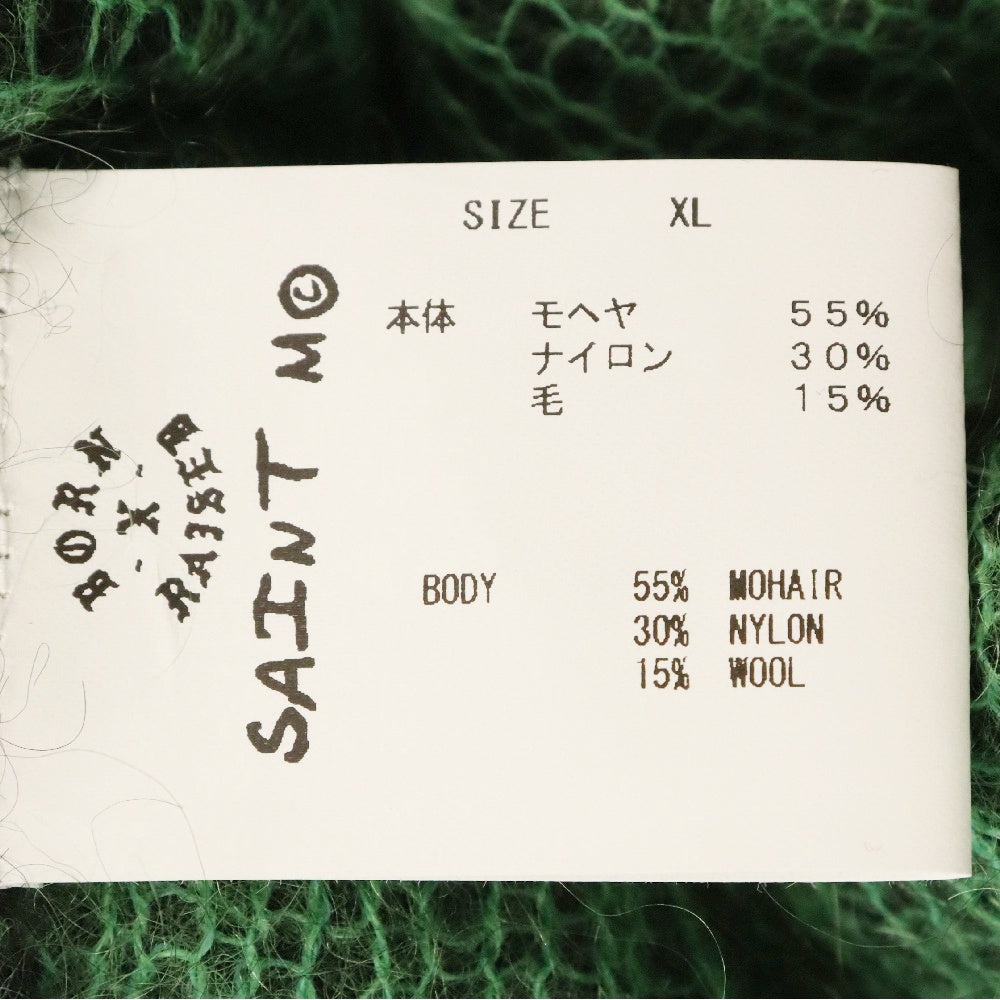 SIZE XL
本体 モヘヤ 55%
ナイロン 30%
毛 15%
BODY 55% MOHAIR
30% NYLON
15% WOOL
BORN
X
RAISED
SAINT M©